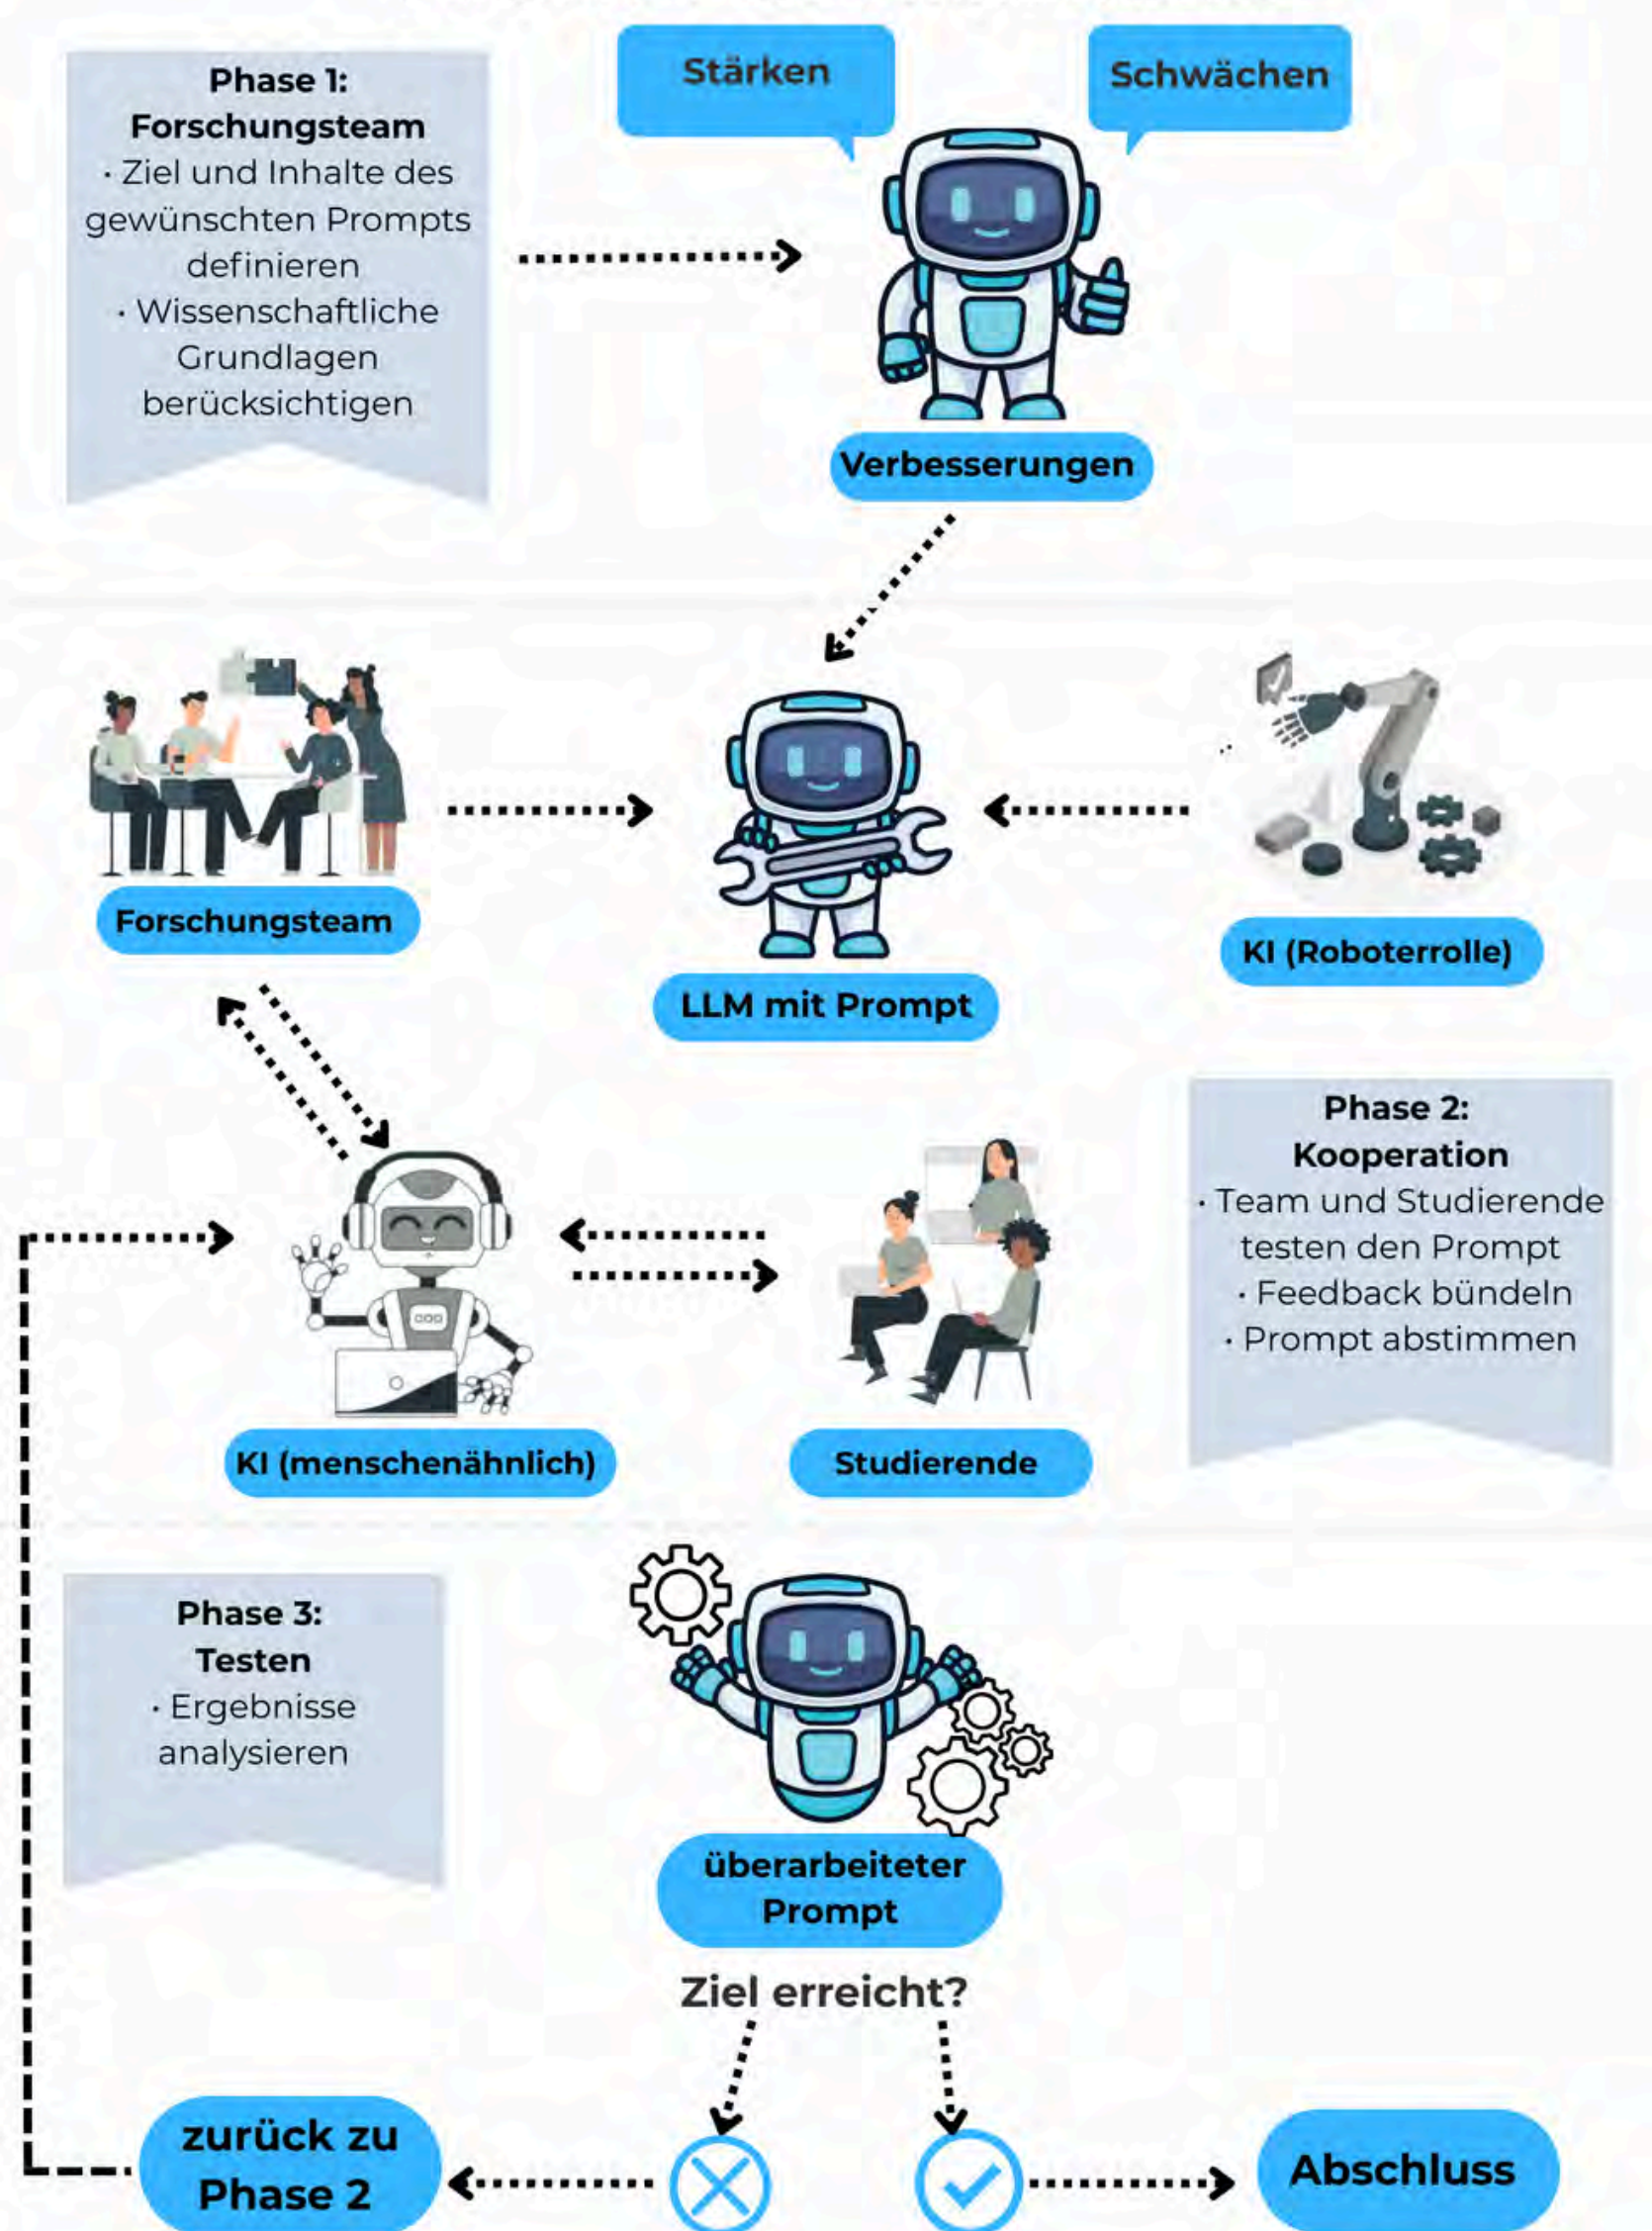 Phase 1:
Forschungsteam
· Ziel und Inhalte des
gewünschten Prompts
definieren
· Wissenschaftliche
Grundlagen
berücksichtigen
Stärken
Schwächen
Verbesserungen
Forschungsteam
LLM mit Prompt
KI (Roboterrolle)
Phase 2:
Kooperation
· Team und Studierende
testen den Prompt
· Feedback bündeln
· Prompt abstimmen
KI (menschenähnlich)
Studierende
Phase 3:
Testen
· Ergebnisse
analysieren
überarbeiteter
Prompt
Ziel erreicht?
zurück zu
Phase 2
Abschluss